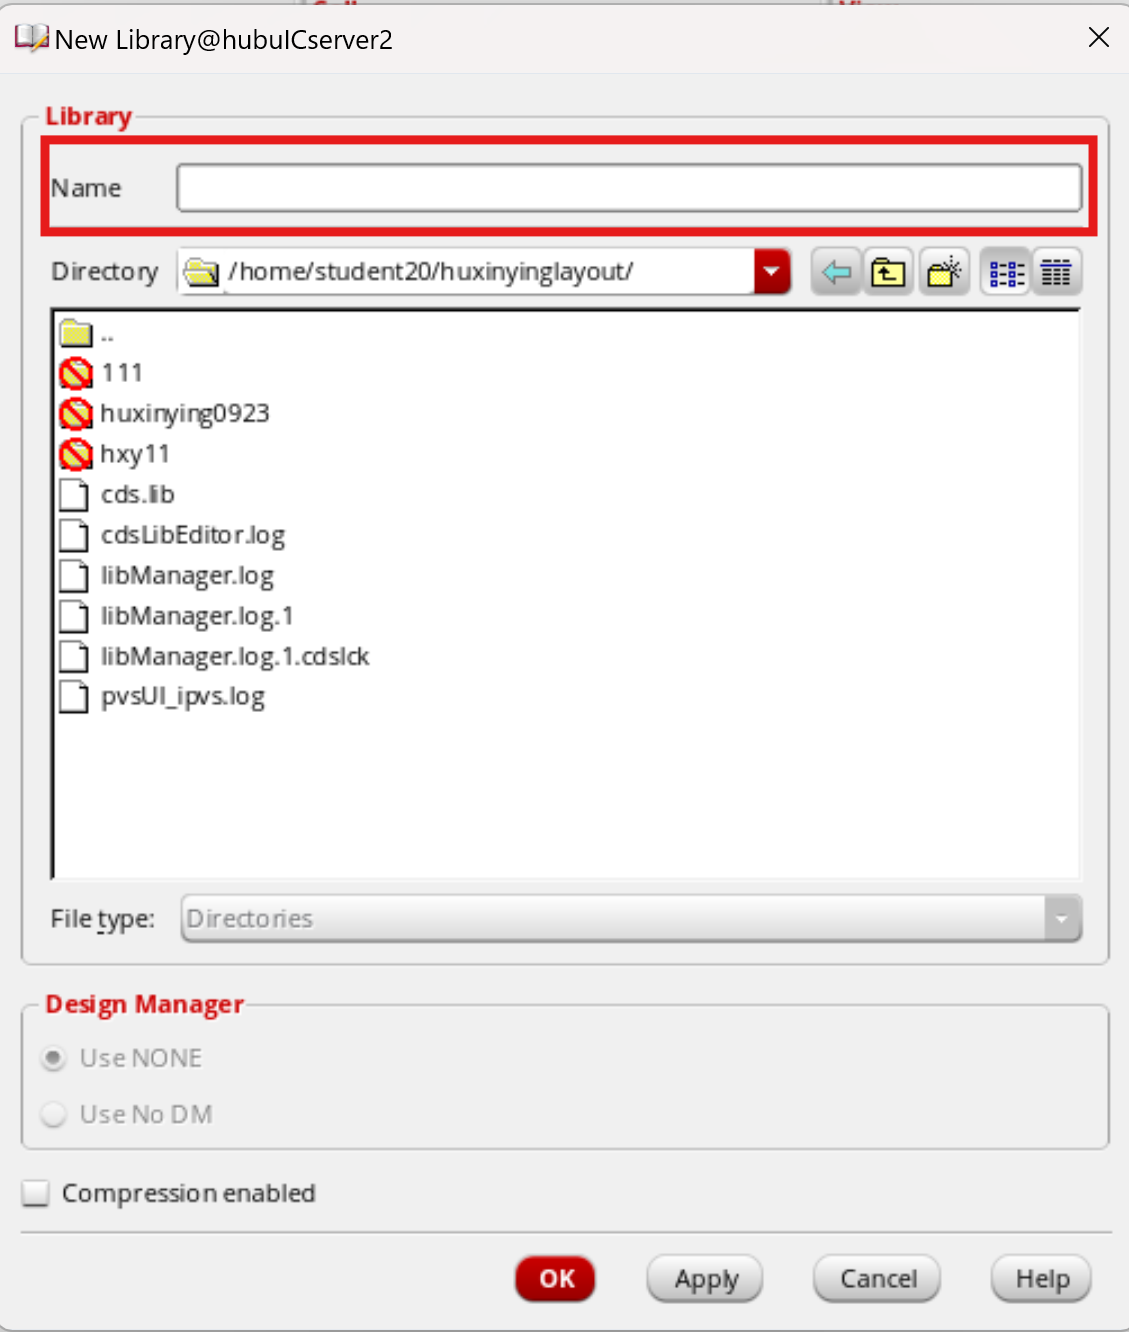 New Library@hubuICserver2
Library
Name
Directory /home/student20/huxinyinglayout/
..
111
huxinying0923
hxy11
cds.lib
cdsLibEditor.log
libManager.log
libManager.log.1
libManager.log.1.cdslck
pvsUI_ipvs.log
File type: Directories
Design Manager
Use NONE
Use No DM
Compression enabled
OK Apply Cancel Help